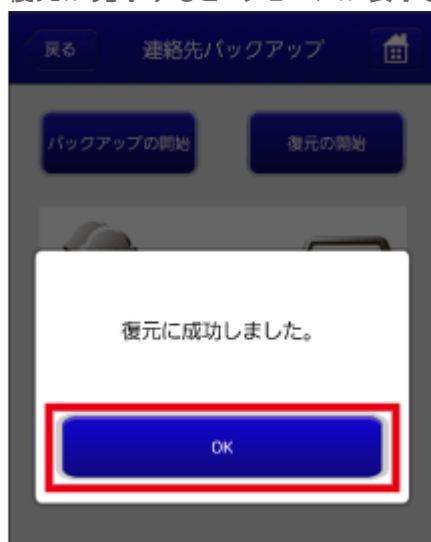 戻る
連絡先バックアップ
バックアップの開始
復元の開始
復元に成功しました。
OK